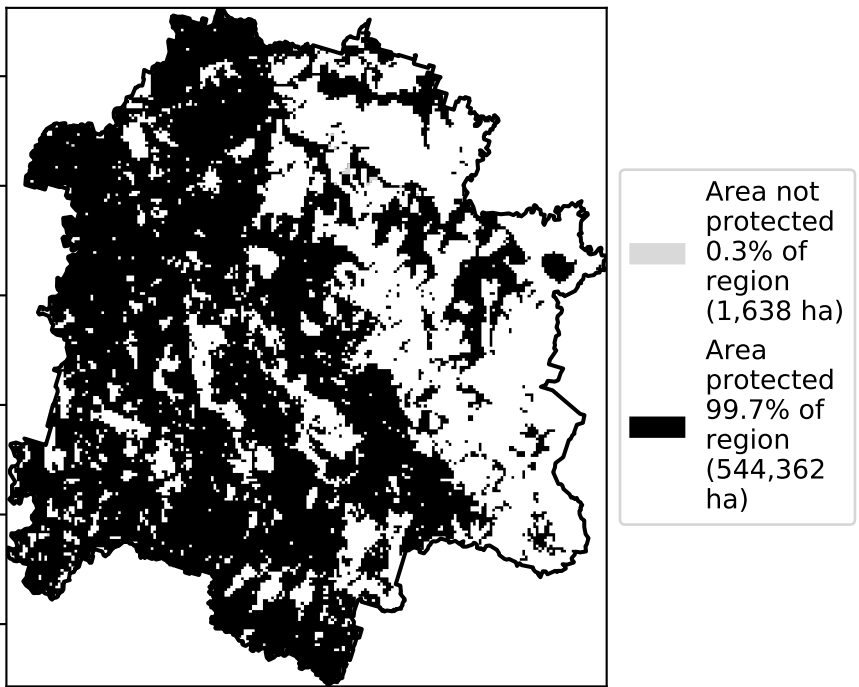 Area not
protected
0.3% of
region
(1,638 ha)
Area
protected
99.7% of
region
(544,362
ha)